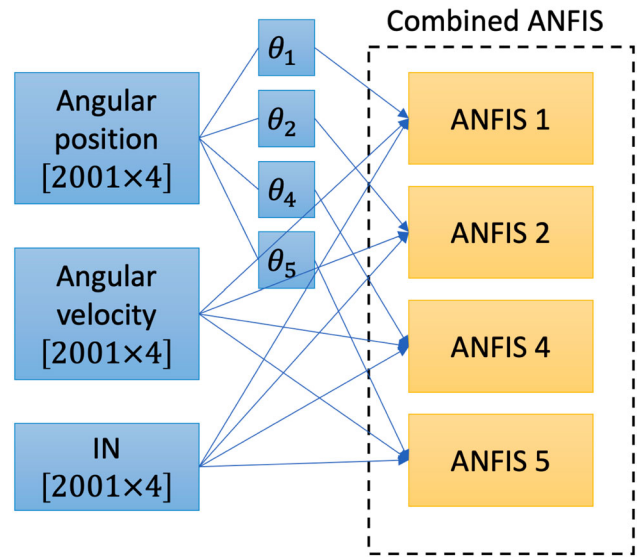 Combined ANFIS
Angular
position
[2001×4]
θ₁
θ₂
θ₄
θ₅
Angular
velocity
[2001×4]
IN
[2001×4]
ANFIS 1
ANFIS 2
ANFIS 4
ANFIS 5